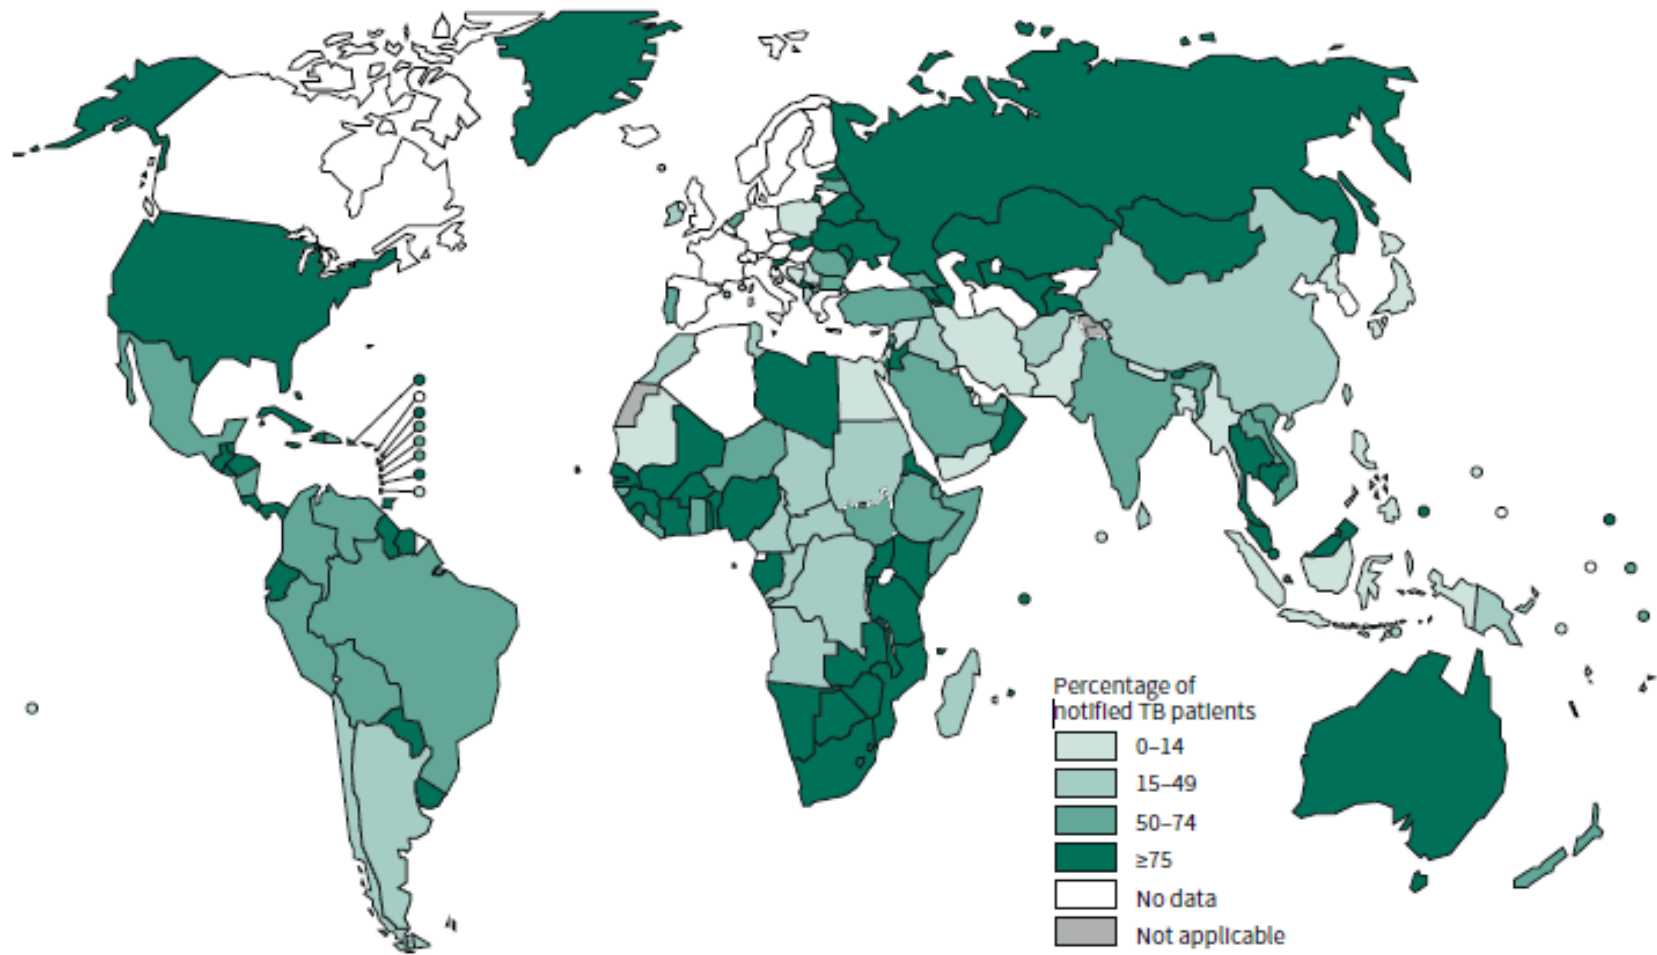 Percentage of
notified TB patients
0–14
15–49
50–74
≥75
No data
Not applicable